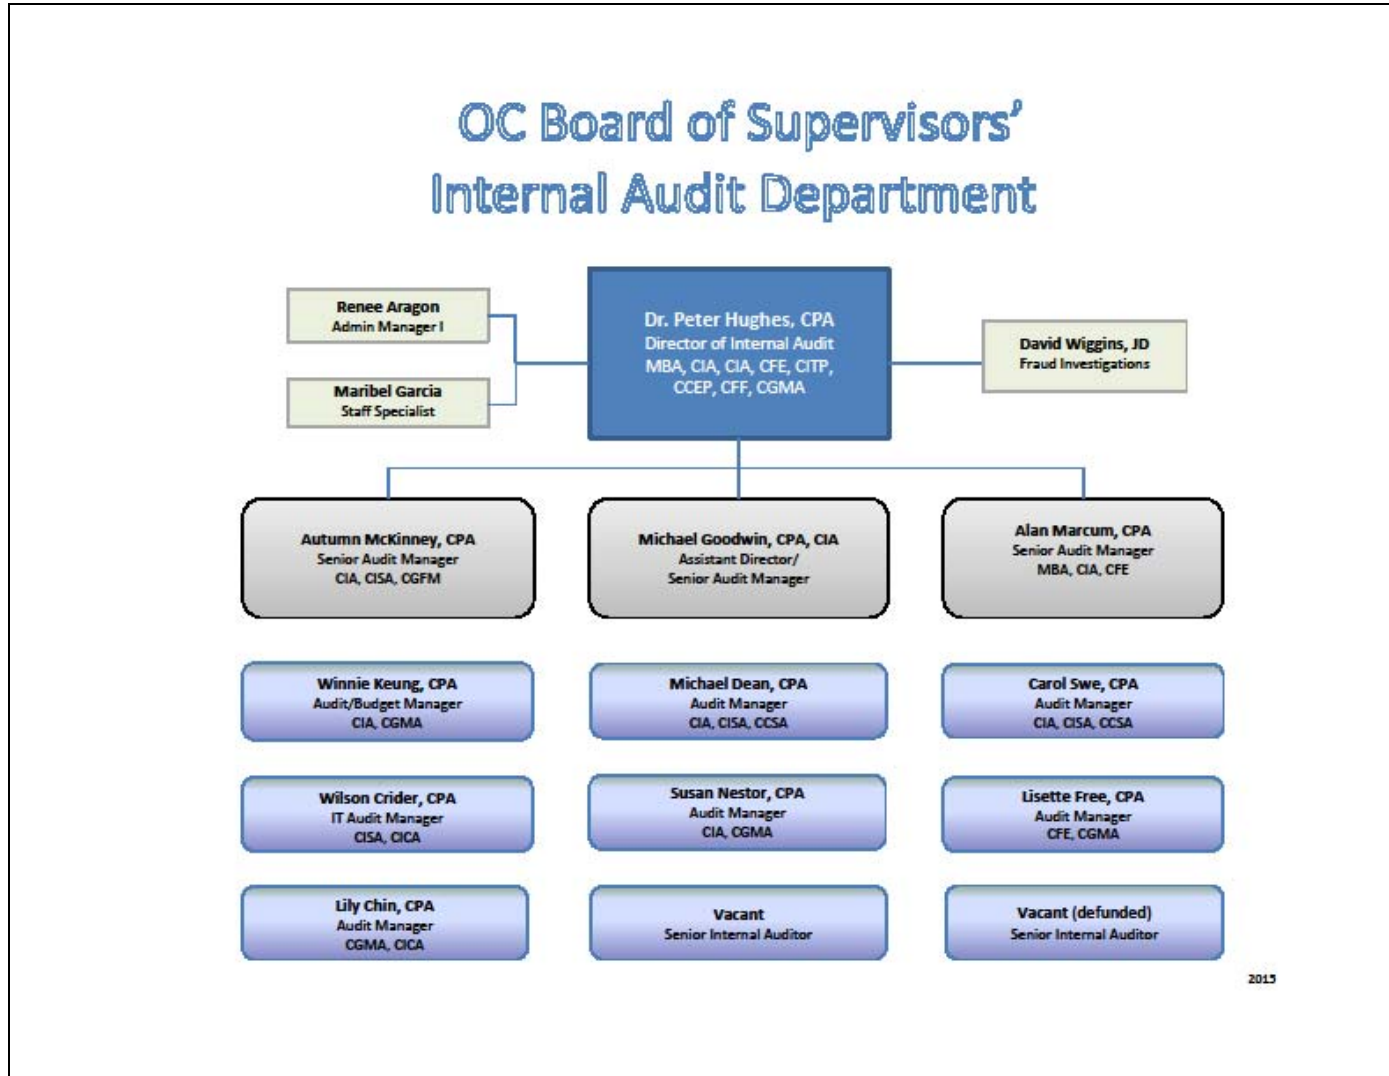 OC Board of Supervisors’
Internal Audit Department
Renee Aragon
Admin Manager I
Maribel Garcia
Staff Specialist
Dr. Peter Hughes, CPA
Director of Internal Audit
MBA, CIA, CIA, CFE, CITP,
CCEP, CFF, CGMA
David Wiggins, JD
Fraud Investigations
Autumn McKinney, CPA
Senior Audit Manager
CIA, CISA, CGFM
Michael Goodwin, CPA, CIA
Assistant Director/
Senior Audit Manager
Alan Marcum, CPA
Senior Audit Manager
MBA, CIA, CFE
Winnie Keung, CPA
Audit/Budget Manager
CIA, CGMA
Michael Dean, CPA
Audit Manager
CIA, CISA, CCSA
Carol Swe, CPA
Audit Manager
CIA, CISA, CCSA
Wilson Crider, CPA
IT Audit Manager
CISA, CICA
Susan Nestor, CPA
Audit Manager
CIA, CGMA
Lisette Free, CPA
Audit Manager
CFE, CGMA
Lily Chin, CPA
Audit Manager
CGMA, CICA
Vacant
Senior Internal Auditor
Vacant (defunded)
Senior Internal Auditor
2015